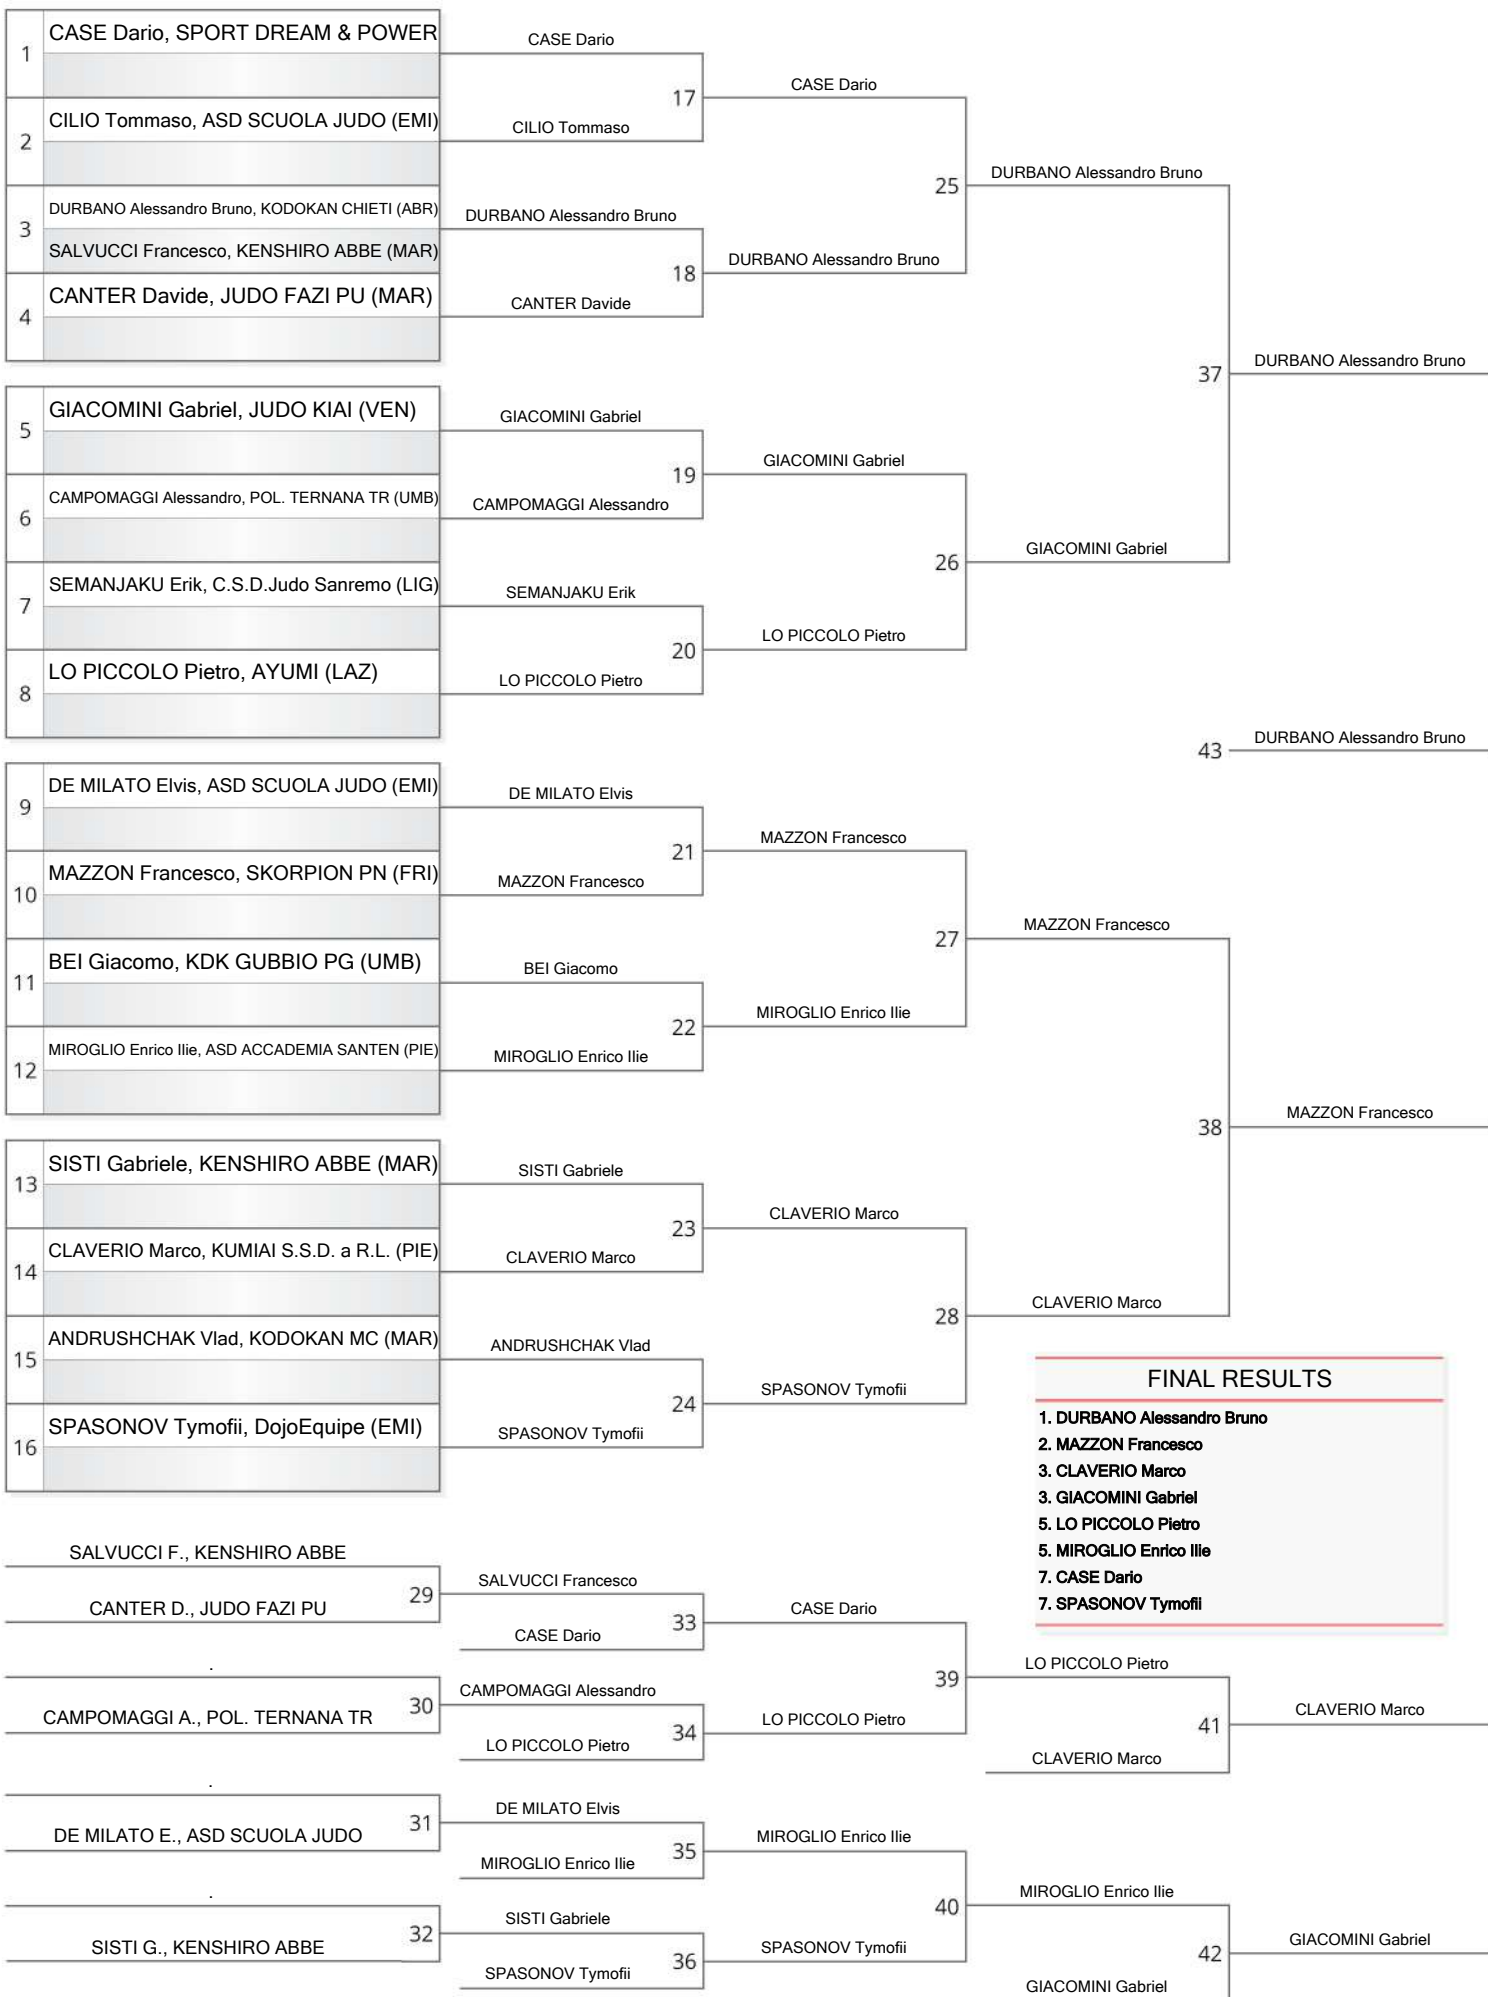 1
CASE Dario, SPORT DREAM & POWER
2
CILIO Tommaso, ASD SCUOLA JUDO (EMI)
3
DURBANO Alessandro Bruno, KODOKAN CHIETI (ABR)
SALVUCCI Francesco, KENSHIRO ABBE (MAR)
4
CANTER Davide, JUDO FAZI PU (MAR)
5
GIACOMINI Gabriel, JUDO KIAI (VEN)
6
CAMPOMAGGI Alessandro, POL. TERNANA TR (UMB)
7
SEMANJAKU Erik, C.S.D.Judo Sanremo (LIG)
8
LO PICCOLO Pietro, AYUMI (LAZ)
9
DE MILATO Elvis, ASD SCUOLA JUDO (EMI)
10
MAZZON Francesco, SKORPION PN (FRI)
11
BEI Giacomo, KDK GUBBIO PG (UMB)
12
MIROGLIO Enrico Ilie, ASD ACCADEMIA SANTEN (PIE)
13
SISTI Gabriele, KENSHIRO ABBE (MAR)
14
CLAVERIO Marco, KUMIAI S.S.D. a R.L. (PIE)
15
ANDRUSHCHAK Vlad, KODOKAN MC (MAR)
16
SPASONOV Tymofii, DojoEquipe (EMI)
CASE Dario
17
CILIO Tommaso
DURBANO Alessandro Bruno
18
CANTER Davide
GIACOMINI Gabriel
19
CAMPOMAGGI Alessandro
SEMANJAKU Erik
20
LO PICCOLO Pietro
DE MILATO Elvis
21
MAZZON Francesco
BEI Giacomo
22
MIROGLIO Enrico Ilie
SISTI Gabriele
23
CLAVERIO Marco
ANDRUSHCHAK Vlad
24
SPASONOV Tymofii
CASE Dario
25
DURBANO Alessandro Bruno
GIACOMINI Gabriel
26
LO PICCOLO Pietro
MAZZON Francesco
27
MIROGLIO Enrico Ilie
CLAVERIO Marco
28
SPASONOV Tymofii
DURBANO Alessandro Bruno
37
GIACOMINI Gabriel
MAZZON Francesco
38
CLAVERIO Marco
DURBANO Alessandro Bruno
43
DURBANO Alessandro Bruno
MAZZON Francesco
FINAL RESULTS
1. DURBANO Alessandro Bruno
2. MAZZON Francesco
3. CLAVERIO Marco
3. GIACOMINI Gabriel
5. LO PICCOLO Pietro
5. MIROGLIO Enrico Ilie
7. CASE Dario
7. SPASONOV Tymofii
SALVUCCI F., KENSHIRO ABBE
29
CANTER D., JUDO FAZI PU
.
30
CAMPOMAGGI A., POL. TERNANA TR
.
31
DE MILATO E., ASD SCUOLA JUDO
.
32
SISTI G., KENSHIRO ABBE
SALVUCCI Francesco
33
CASE Dario
CAMPOMAGGI Alessandro
34
LO PICCOLO Pietro
DE MILATO Elvis
35
MIROGLIO Enrico Ilie
SISTI Gabriele
36
SPASONOV Tymofii
CASE Dario
39
LO PICCOLO Pietro
MIROGLIO Enrico Ilie
40
SPASONOV Tymofii
LO PICCOLO Pietro
41
CLAVERIO Marco
MIROGLIO Enrico Ilie
42
GIACOMINI Gabriel
CLAVERIO Marco
GIACOMINI Gabriel